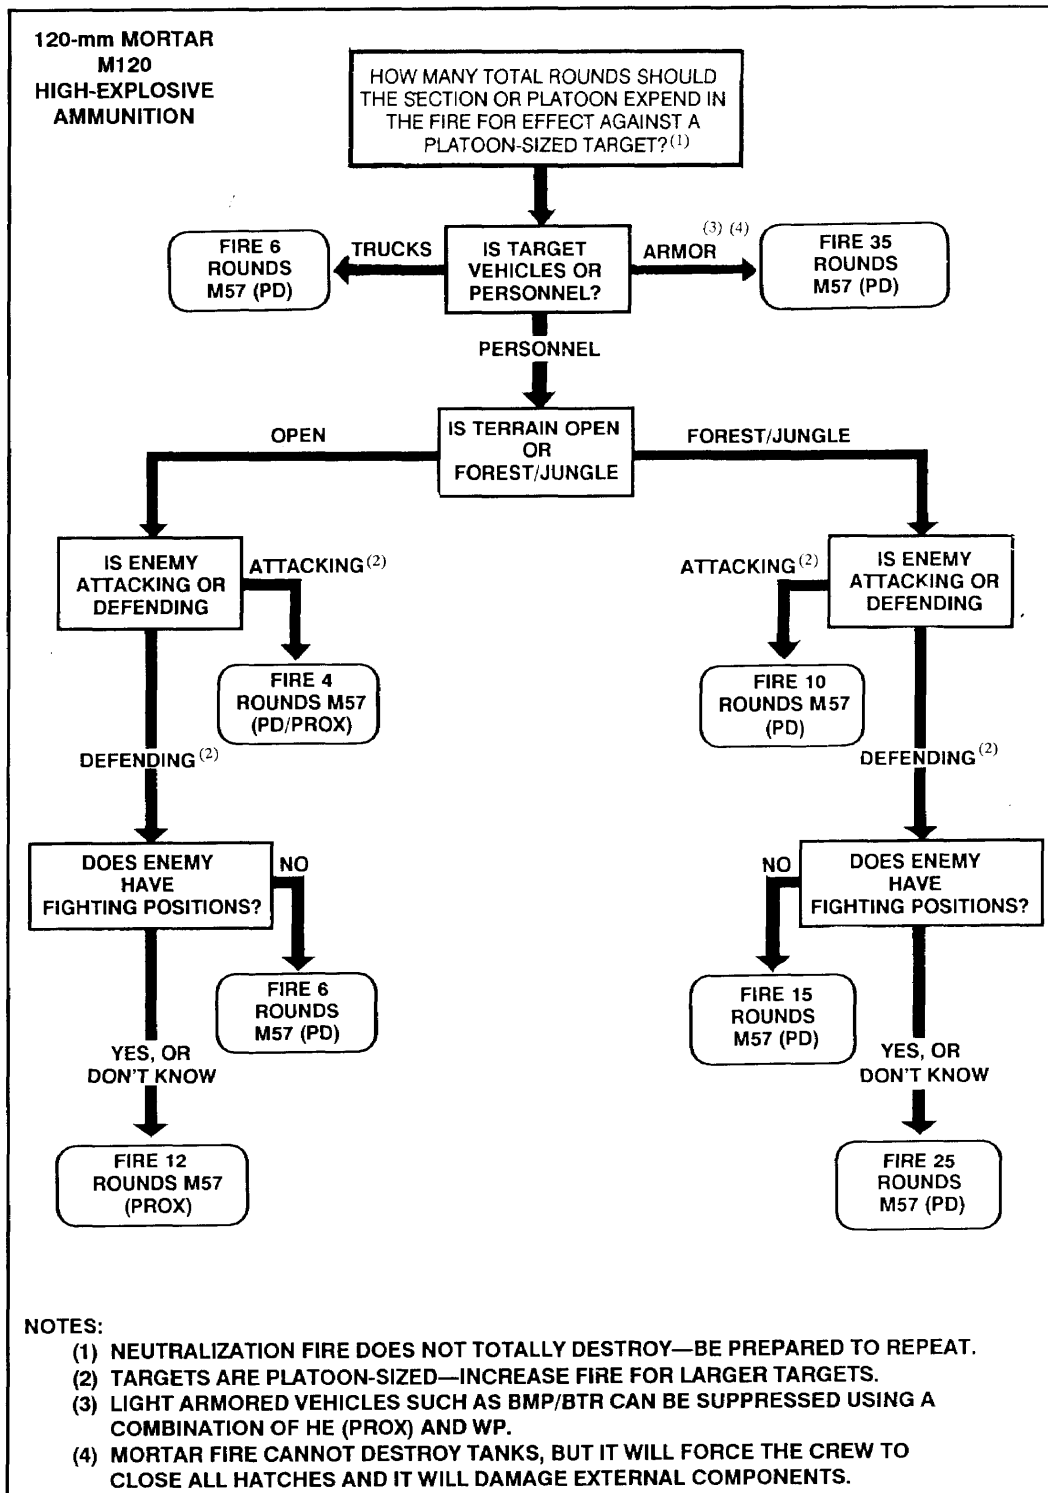 120-mm MORTAR
M120
HIGH-EXPLOSIVE
AMMUNITION
HOW MANY TOTAL ROUNDS SHOULD
THE SECTION OR PLATOON EXPEND IN
THE FIRE FOR EFFECT AGAINST A
PLATOON-SIZED TARGET?(1)
FIRE 6
ROUNDS
M57 (PD)
TRUCKS
IS TARGET
VEHICLES OR
PERSONNEL?
(3) (4)
ARMOR
FIRE 35
ROUNDS
M57 (PD)
PERSONNEL
OPEN
IS TERRAIN OPEN
OR
FOREST/JUNGLE
FOREST/JUNGLE
IS ENEMY
ATTACKING OR
DEFENDING
ATTACKING(2)
ATTACKING(2)
IS ENEMY
ATTACKING OR
DEFENDING
FIRE 4
ROUNDS M57
(PD/PROX)
FIRE 10
ROUNDS M57
(PD)
DEFENDING(2)
DEFENDING(2)
DOES ENEMY
HAVE
FIGHTING POSITIONS?
NO
NO
DOES ENEMY
HAVE
FIGHTING POSITIONS?
FIRE 6
ROUNDS
M57 (PD)
FIRE 15
ROUNDS
M57 (PD)
YES, OR
DON'T KNOW
YES, OR
DON'T KNOW
FIRE 12
ROUNDS M57
(PROX)
FIRE 25
ROUNDS
M57 (PD)
NOTES:
(1) NEUTRALIZATION FIRE DOES NOT TOTALLY DESTROY—BE PREPARED TO REPEAT.
(2) TARGETS ARE PLATOON-SIZED—INCREASE FIRE FOR LARGER TARGETS.
(3) LIGHT ARMORED VEHICLES SUCH AS BMP/BTR CAN BE SUPPRESSED USING A
COMBINATION OF HE (PROX) AND WP.
(4) MORTAR FIRE CANNOT DESTROY TANKS, BUT IT WILL FORCE THE CREW TO
CLOSE ALL HATCHES AND IT WILL DAMAGE EXTERNAL COMPONENTS.